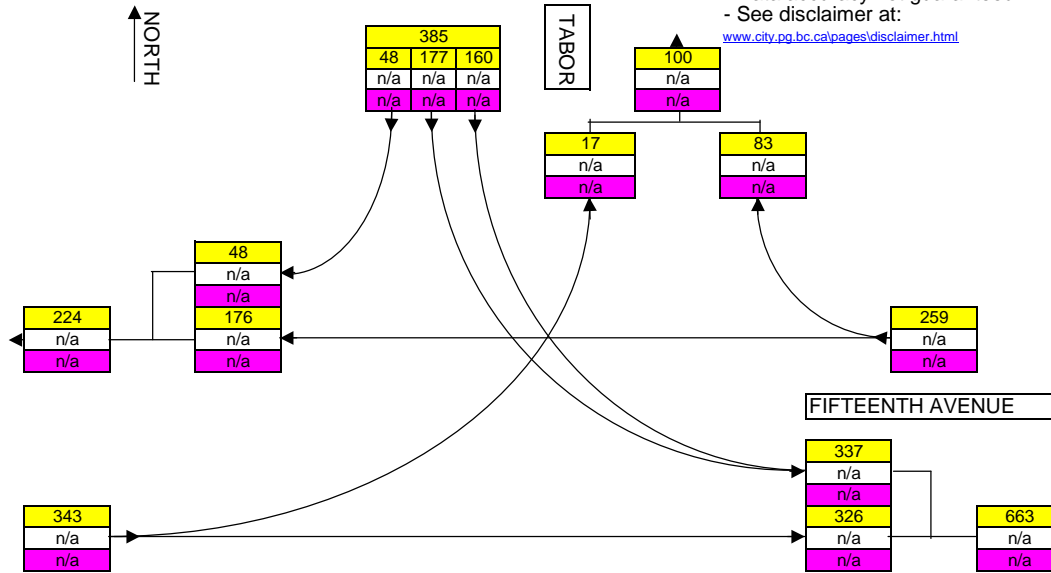 - See disclaimer at:
www.city.pg.bc.ca\pages\disclaimer.html
NORTH
TABOR
385
48 177 160
n/a n/a n/a
n/a n/a n/a
100
n/a
n/a
17
n/a
n/a
83
n/a
n/a
48
n/a
n/a
176
n/a
n/a
224
n/a
n/a
259
n/a
n/a
FIFTEENTH AVENUE
337
n/a
n/a
326
n/a
n/a
343
n/a
n/a
663
n/a
n/a